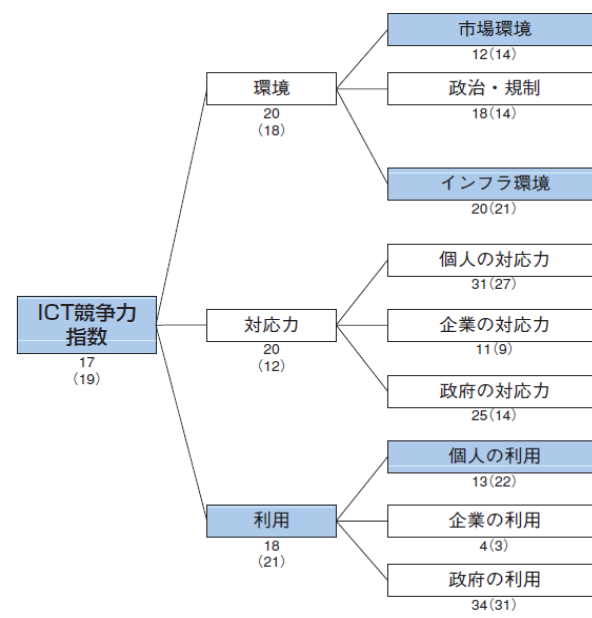 市場環境
12(14)
環境
20
(18)
政治・規制
18(14)
インフラ環境
20(21)
個人の対応力
31(27)
ICT競争力
指数
17
(19)
対応力
20
(12)
企業の対応力
11(9)
政府の対応力
25(14)
個人の利用
13(22)
利用
18
(21)
企業の利用
4(3)
政府の利用
34(31)